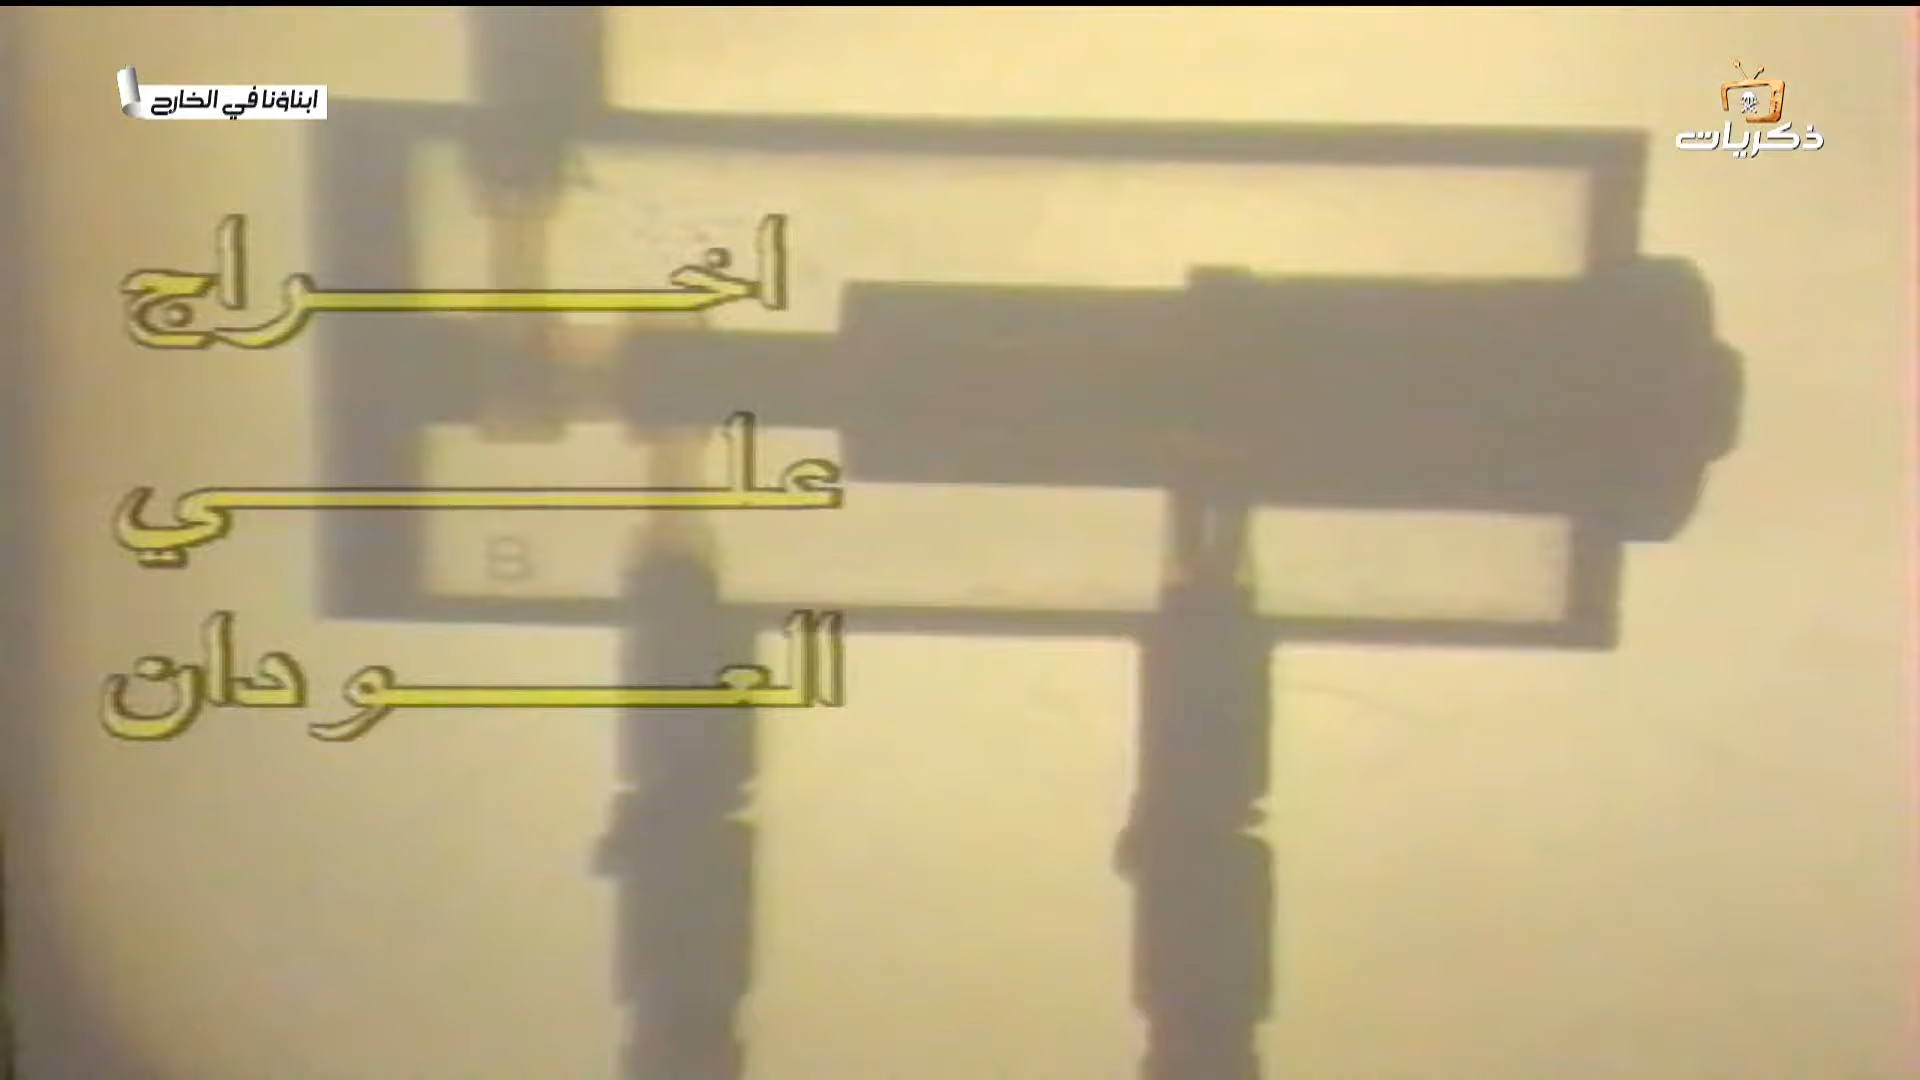 ابناؤنا في الخارج
ذكريات
اخراج
علي
العودان
A
B